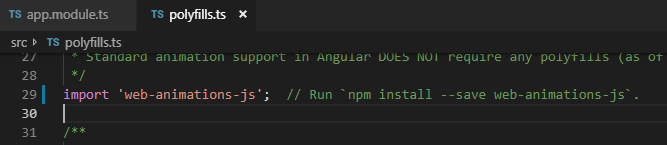 TS app.module.ts TS polyfills.ts ×
src > TS polyfills.ts
27 * Standard animation support in Angular DOES NOT require any polyfills (as of
28 */
29 import 'web-animations-js'; // Run `npm install --save web-animations-js`.
30
31 /**